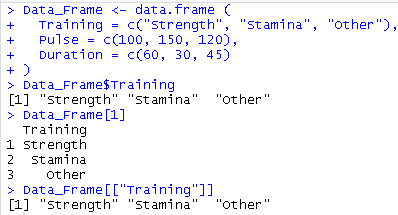 > Data_Frame <- data.frame (
+   Training = c("Strength", "Stamina", "Other"),
+   Pulse = c(100, 150, 120),
+   Duration = c(60, 30, 45)
+ )
> Data_Frame$Training
[1] "Strength" "Stamina"  "Other"
> Data_Frame[1]
  Training
1 Strength
2  Stamina
3    Other
> Data_Frame[["Training"]]
[1] "Strength" "Stamina"  "Other"